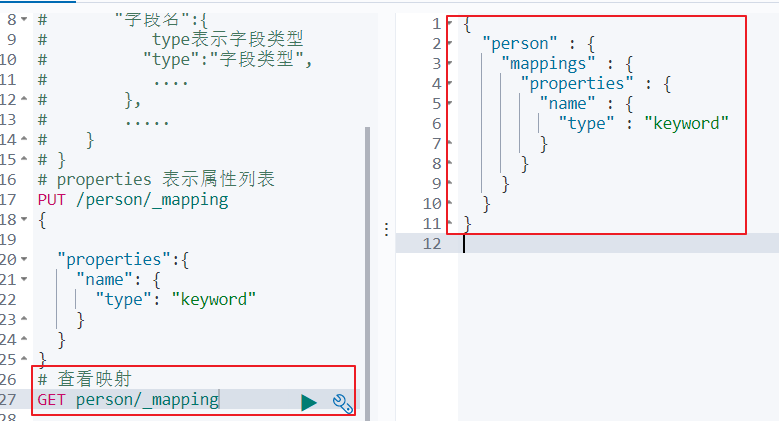 8 #       "字段名":{
9 #           type表示字段类型
10 #          "type":"字段类型",
11 #           ....
12 #        },
13 #        .....
14 #    }
15 # }
16 # properties 表示属性列表
17 PUT /person/_mapping
18 {
19
20   "properties":{
21     "name": {
22       "type": "keyword"
23     }
24   }
25 }
26 # 查看映射
27 GET person/_mapping
28
1 {
2   "person" : {
3     "mappings" : {
4       "properties" : {
5         "name" : {
6           "type" : "keyword"
7         }
8       }
9     }
10   }
11 }
12